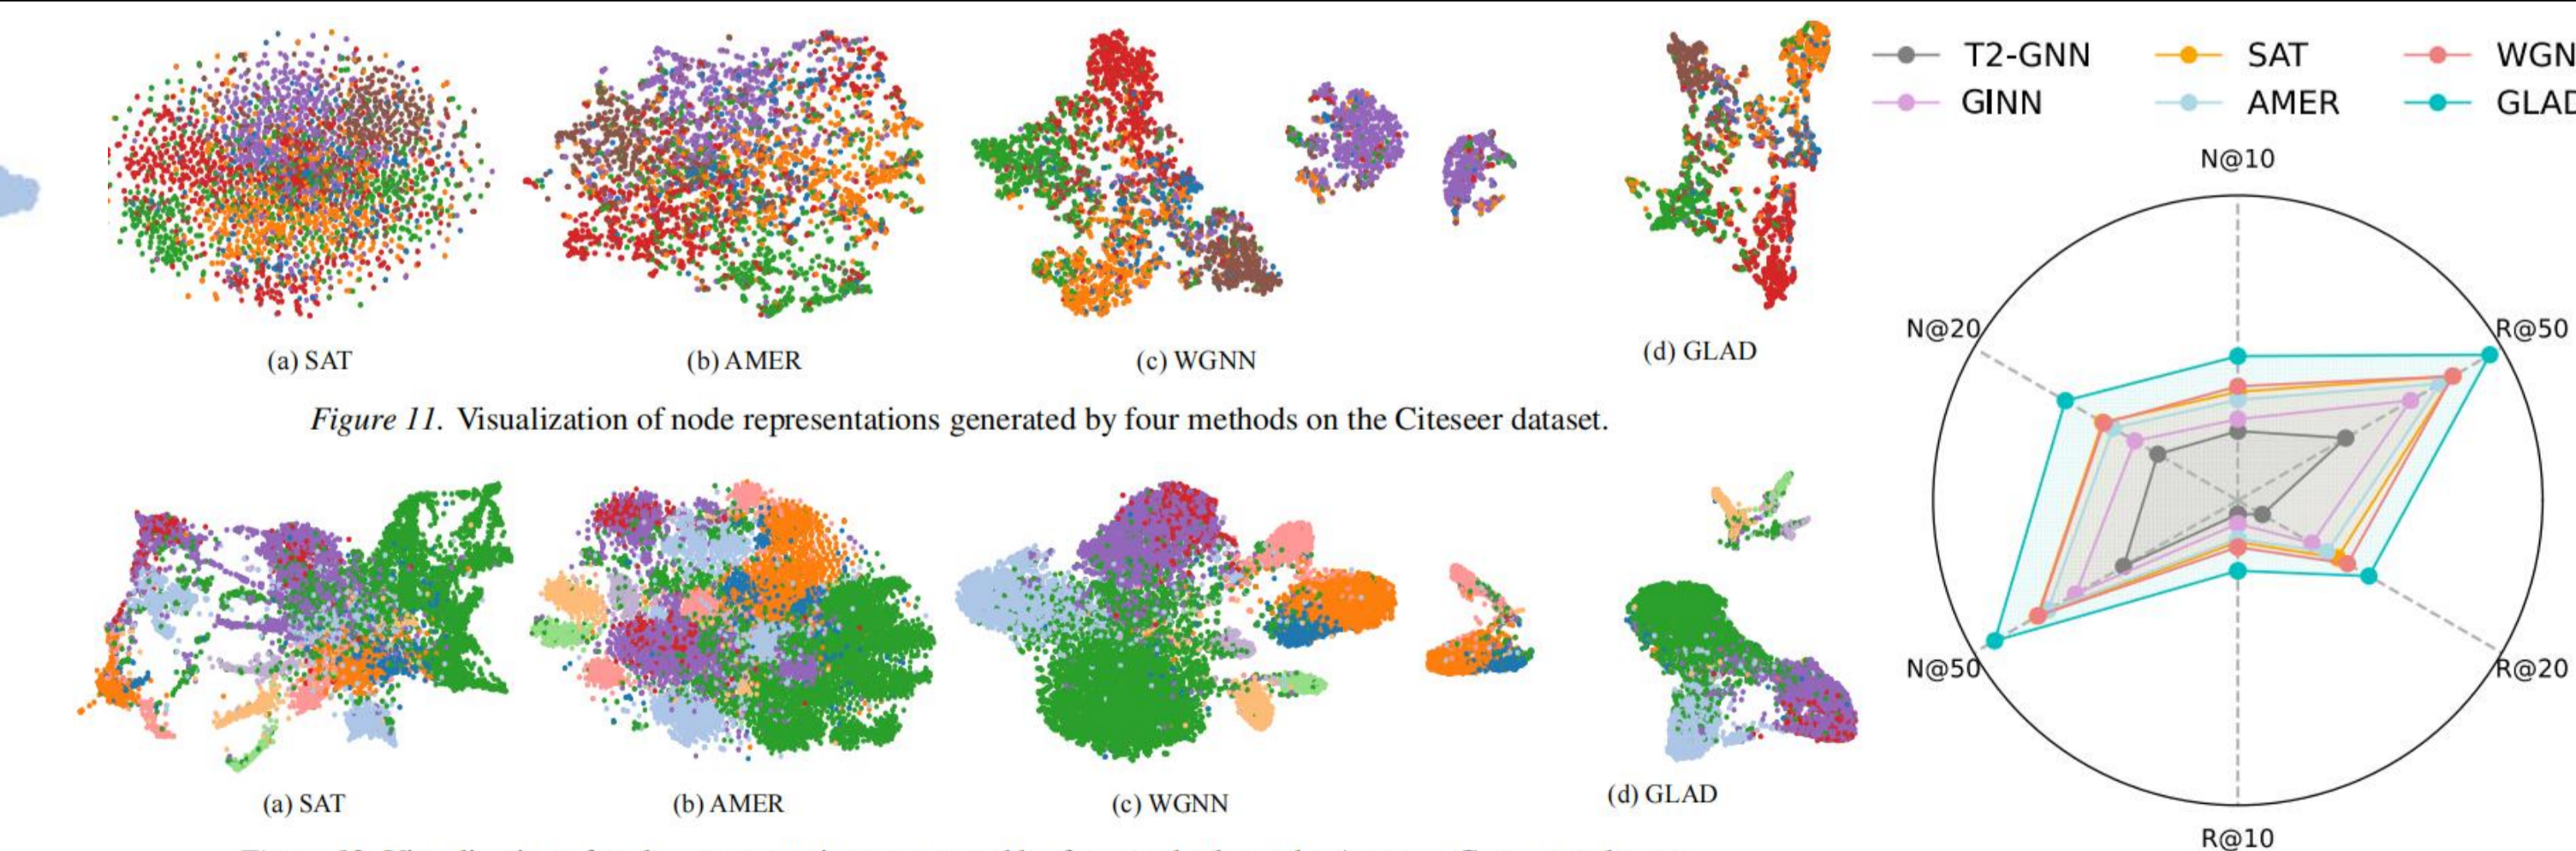 (a) SAT
(b) AMER
(c) WGNN
(d) GLAD
Figure 11. Visualization of node representations generated by four methods on the Citeseer dataset.
(a) SAT
(b) AMER
(c) WGNN
(d) GLAD
T2-GNN
SAT
WGN
GINN
AMER
GLAD
N@10
N@20
R@50
N@50
R@20
R@10